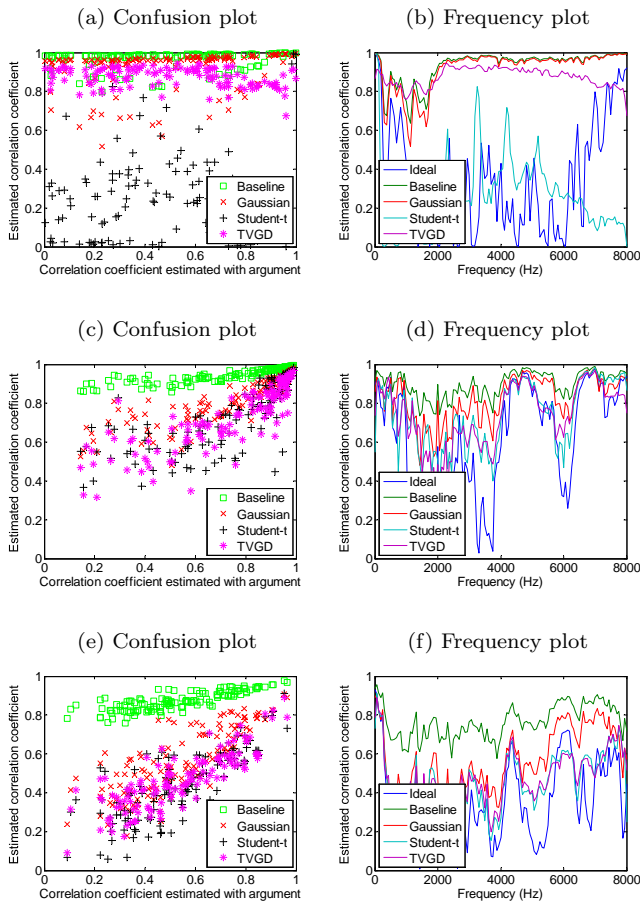 (a) Confusion plot
(b) Frequency plot
1
0.8
0.6
0.4
0.2
0
Estimated correlation coefficient
Baseline
Gaussian
Student-t
TVGD
0 0.2 0.4 0.6 0.8 1
Correlation coefficient estimated with argument
1
0.8
0.6
0.4
0.2
0
Estimated correlation coefficient
Ideal
Baseline
Gaussian
Student-t
TVGD
0 2000 4000 6000 8000
Frequency (Hz)
(c) Confusion plot
(d) Frequency plot
1
0.8
0.6
0.4
0.2
0
Estimated correlation coefficient
Baseline
Gaussian
Student-t
TVGD
0 0.2 0.4 0.6 0.8 1
Correlation coefficient estimated with argument
1
0.8
0.6
0.4
0.2
0
Estimated correlation coefficient
Ideal
Baseline
Gaussian
Student-t
TVGD
0 2000 4000 6000 8000
Frequency (Hz)
(e) Confusion plot
(f) Frequency plot
1
0.8
0.6
0.4
0.2
0
Estimated correlation coefficient
Baseline
Gaussian
Student-t
TVGD
0 0.2 0.4 0.6 0.8 1
Correlation coefficient estimated with argument
1
0.8
0.6
0.4
0.2
0
Estimated correlation coefficient
Ideal
Baseline
Gaussian
Student-t
TVGD
0 2000 4000 6000 8000
Frequency (Hz)